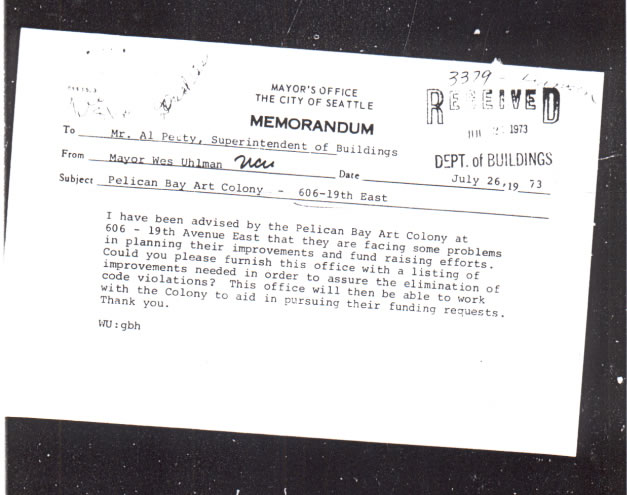 3379
MAYOR'S OFFICE
THE CITY OF SEATTLE
RECEIVED
MEMORANDUM
1973
DEPT. of BUILDINGS
To Mr. Al Petty, Superintendent of Buildings
From Mayor Wes Uhlman Date July 26, 19 73
Subject Pelican Bay Art Colony - 606-19th East
I have been advised by the Pelican Bay Art Colony at
606 - 19th Avenue East that they are facing some problems
in planning their improvements and fund raising efforts.
Could you please furnish this office with a listing of
improvements needed in order to assure the elimination of
code violations? This office will then be able to work
with the Colony to aid in pursuing their funding requests.
Thank you.
WU:gbh